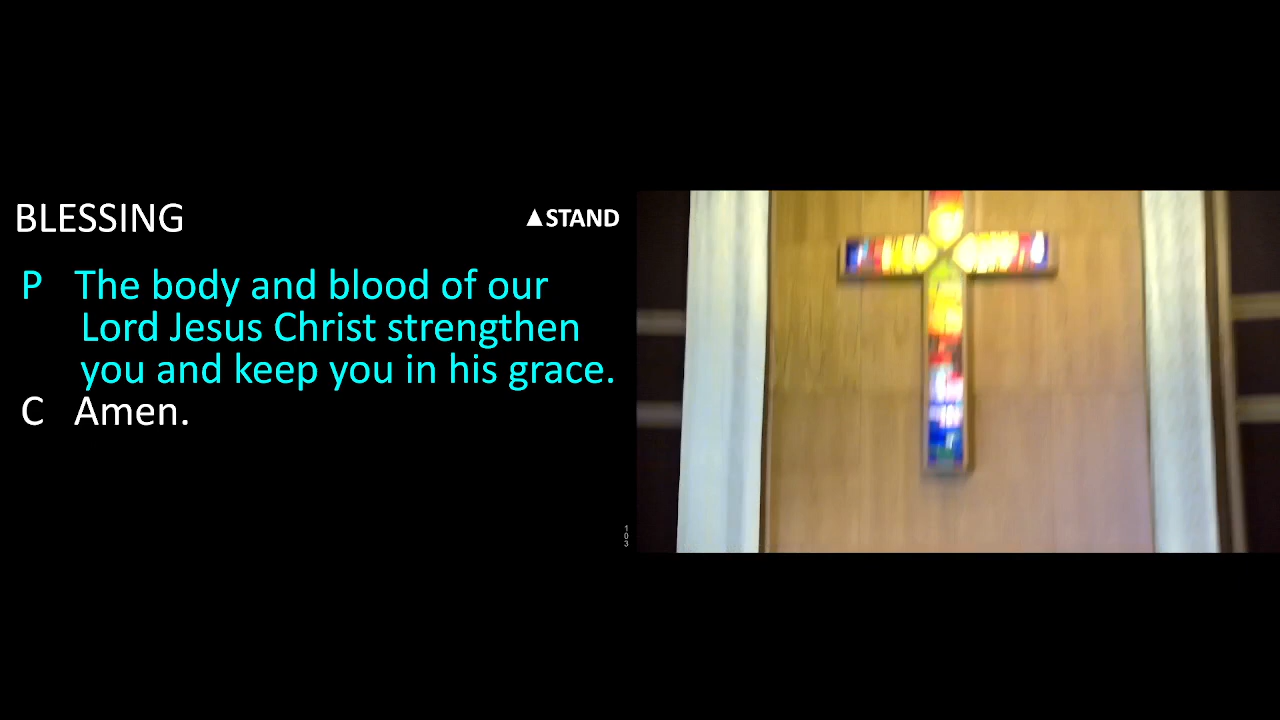 BLESSING ▲STAND
P The body and blood of our
Lord Jesus Christ strengthen
you and keep you in his grace.
C Amen.
103